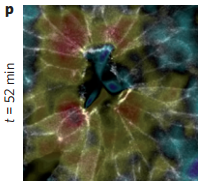 p
t = 52 min